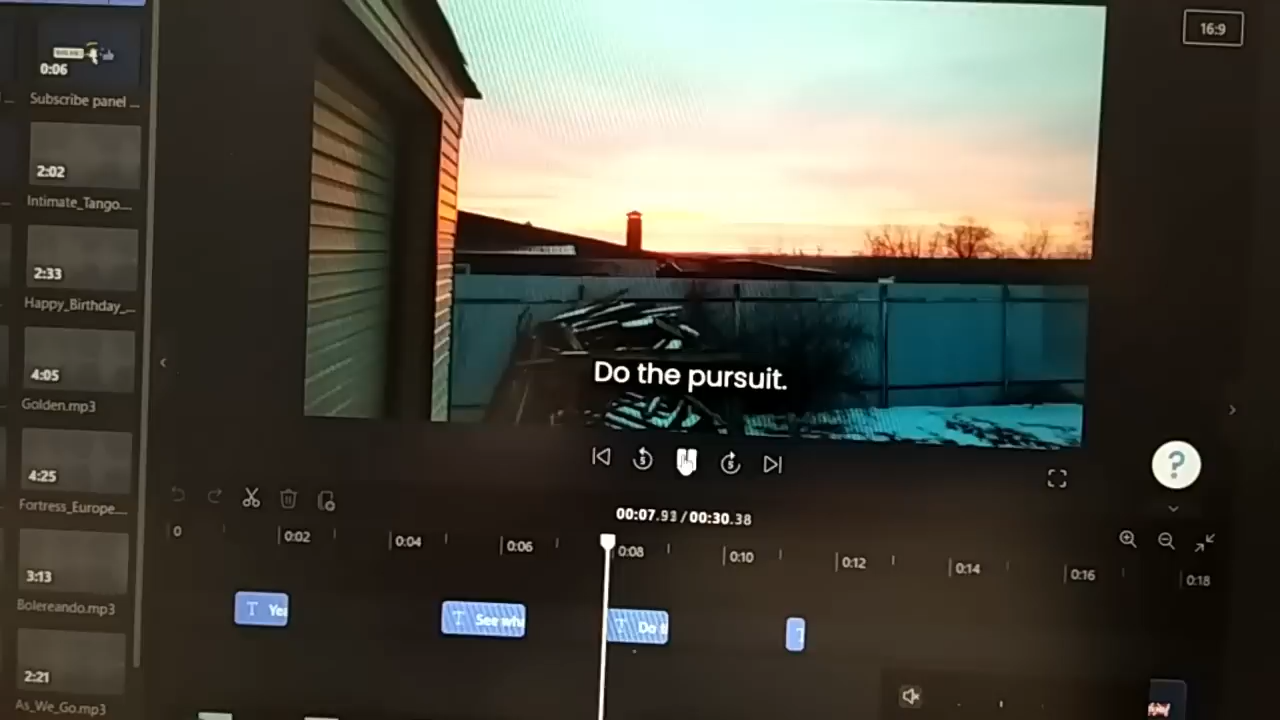 16:9
0:06
Subscribe panel ...
2:02
Intimate_Tango....
2:33
Happy_Birthday_...
4:05
Golden.mp3
4:25
Fortress_Europe....
3:13
Bolereando.mp3
2:21
As_We_Go.mp3
Do the pursuit.
5
5
?
00:07.93 / 00:30.38
0
0:02
0:04
0:06
0:08
0:10
0:12
0:14
0:16
0:18
T Yea
T See wh
T Do t